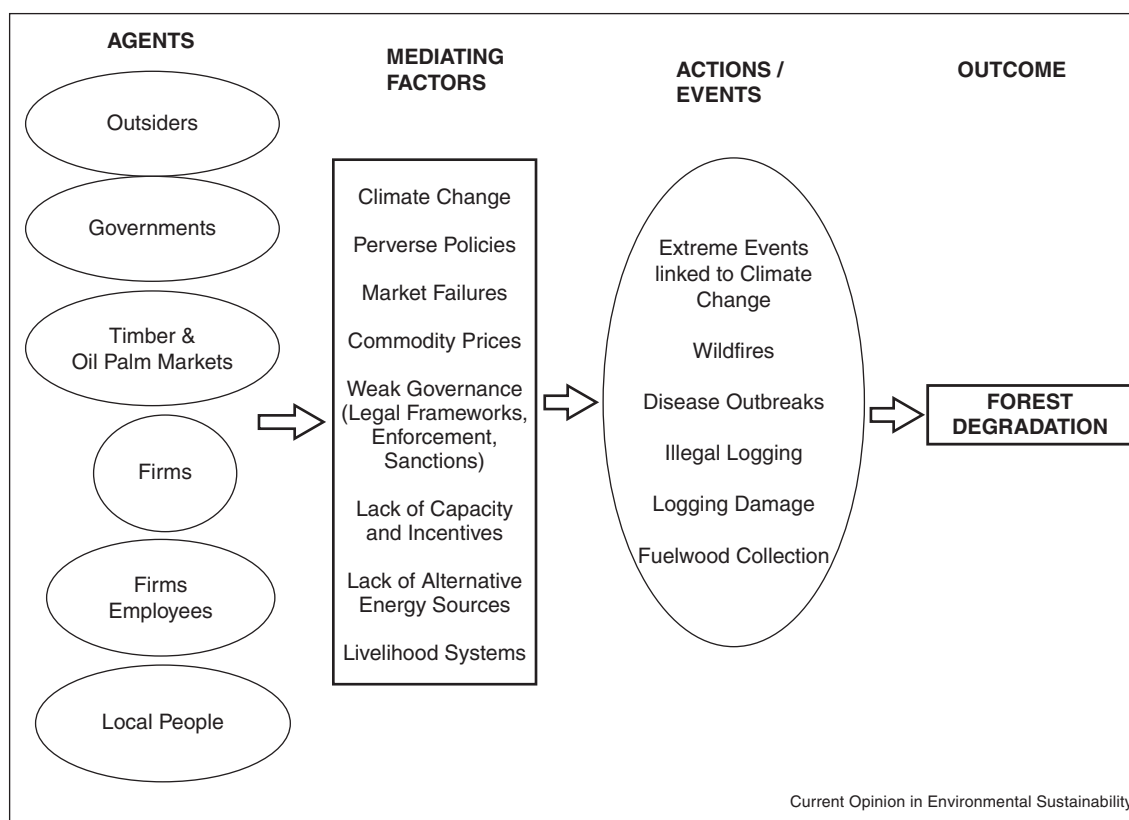 AGENTS
Outsiders
Governments
Timber &
Oil Palm Markets
Firms
Firms
Employees
Local People
MEDIATING
FACTORS
Climate Change
Perverse Policies
Market Failures
Commodity Prices
Weak Governance
(Legal Frameworks,
Enforcement,
Sanctions)
Lack of Capacity
and Incentives
Lack of Alternative
Energy Sources
Livelihood Systems
ACTIONS /
EVENTS
Extreme Events
linked to Climate
Change
Wildfires
Disease Outbreaks
Illegal Logging
Logging Damage
Fuelwood Collection
OUTCOME
FOREST
DEGRADATION
Current Opinion in Environmental Sustainability